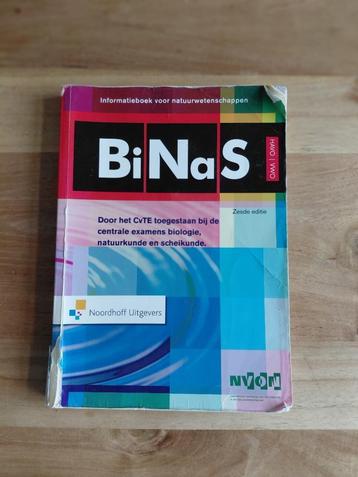 Informatieboek voor natuurwetenschappen
BiNaS
HAVO | VWO
Zesde editie
Door het CvTE toegestaan bij de
centrale examens biologie,
natuurkunde en scheikunde.
Noordhoff Uitgevers
NVON